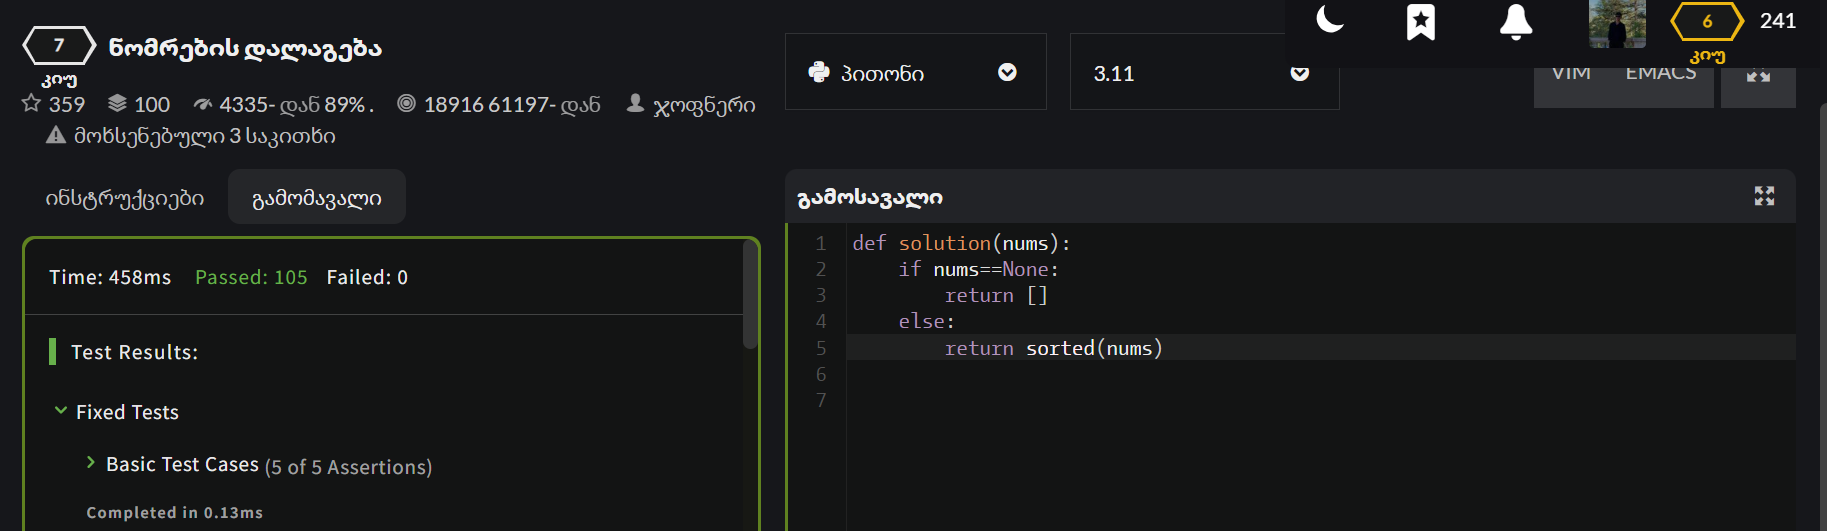 7 ნომრების დალაგება
კიუ
359 100 4335- დან 89% . 18916 61197- დან ჯოფნერი
მოხსენებული 3 საკითხი
პითონი 3.11
VIM EMACS
6 241
კიუ
ინსტრუქციები გამომავალი
Time: 458ms Passed: 105 Failed: 0
Test Results:
Fixed Tests
Basic Test Cases (5 of 5 Assertions)
Completed in 0.13ms
გამოსავალი
1 def solution(nums):
2 if nums==None:
3 return []
4 else:
5 return sorted(nums)
6
7